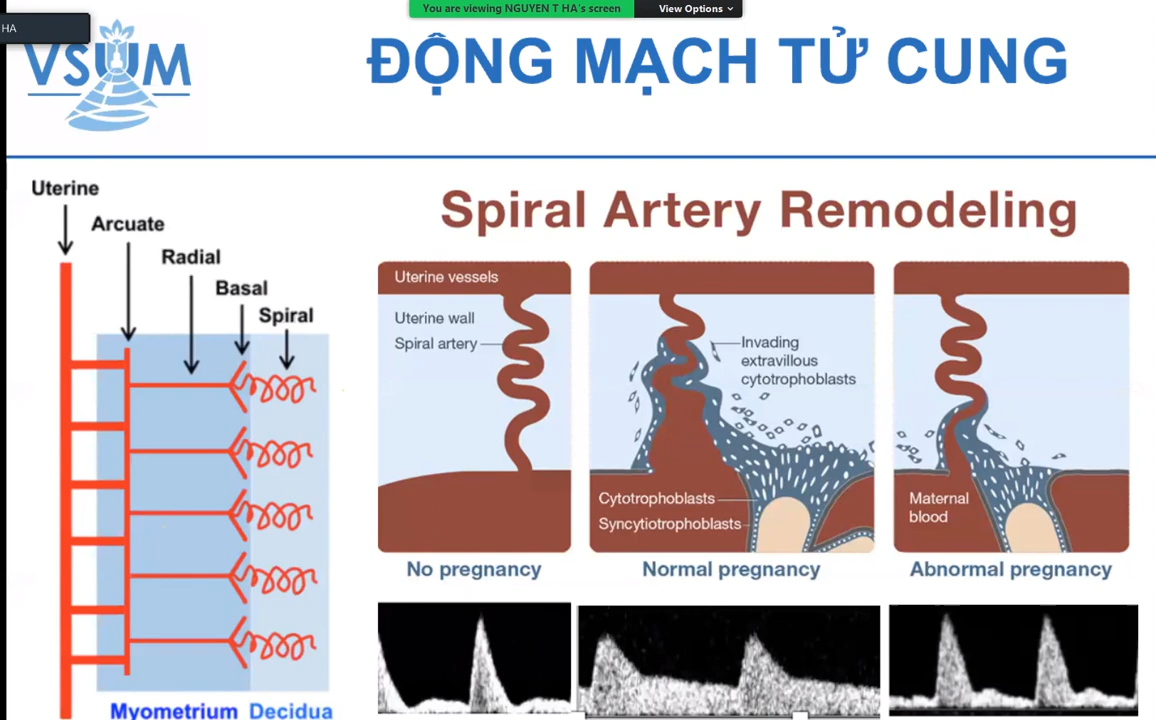 You are viewing NGUYEN T HA's screen
View Options
HA
VSUM
ĐỘNG MẠCH TỬ CUNG
Uterine
Arcuate
Radial
Basal
Spiral
Myometrium
Decidua
Spiral Artery Remodeling
Uterine vessels
Uterine wall
Spiral artery
No pregnancy
Invading
extravillous
cytotrophoblasts
Cytotrophoblasts
Syncytiotrophoblasts
Normal pregnancy
Maternal
blood
Abnormal pregnancy